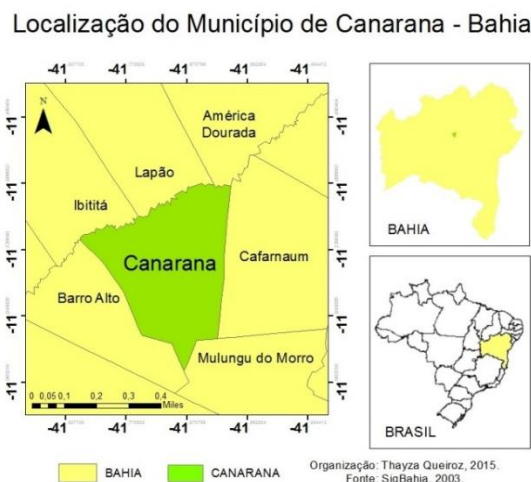 Localização do Município de Canarana - Bahia
-41 -41 -41 -41 -41
N
-11
-11
-11
-11
-11
América
Dourada
Lapão
Ibititá
Canarana
Cafarnaum
Barro Alto
Mulungu do Morro
0 0,05 0,1 0,2 0,3 0,4
Miles
-41 -41 -41 -41 -41
-11
-11
-11
-11
-11
BAHIA
BRASIL
BAHIA
CANARANA
Organização: Thayza Queiroz, 2015.
Fonte: SigBahia, 2003.